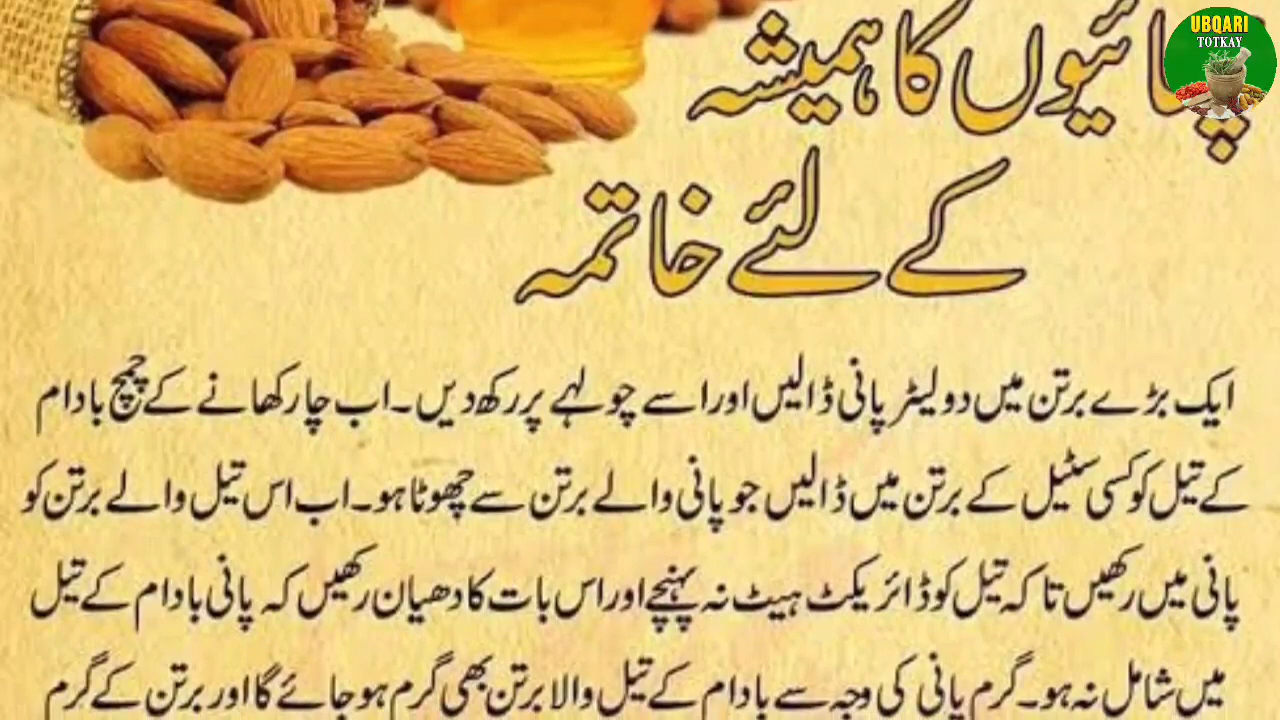 UBQARI
TOTKAY
چھائیوں کا ہمیشہ
کے لئے خاتمہ
ایک بڑے برتن میں دو لیٹر پانی ڈالیں اور اسے چولہے پر رکھ دیں۔ اب چار کھانے کے چمچ بادام
کے تیل کو کسی سٹیل کے برتن میں ڈالیں جو پانی والے برتن سے چھوٹا ہو۔ اب اس تیل والے برتن کو
پانی میں رکھیں تاکہ تیل کو ڈائریکٹ ہیٹ نہ پہنچے اور اس بات کا دھیان رکھیں کہ پانی بادام کے تیل
میں شامل نہ ہو۔ گرم پانی کی وجہ سے بادام کے تیل والا برتن بھی گرم ہو جائے گا اور برتن کے گرم